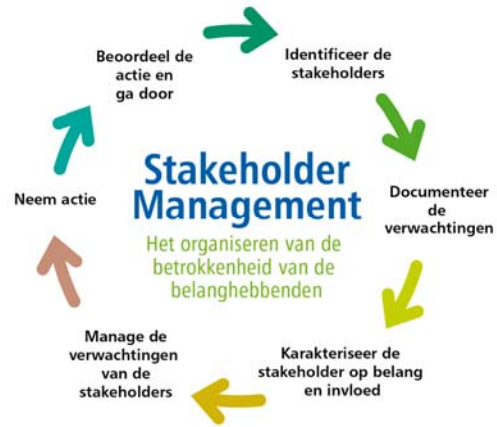 Beoordeel de
actie en
ga door
Identificeer de
stakeholders
Documenteer
de
verwachtingen
Karakteriseer de
stakeholder op belang
en invloed
Manage de
verwachtingen
van de
stakeholders
Neem actie
Stakeholder
Management
Het organiseren van de
betrokkenheid van de
belanghebbenden